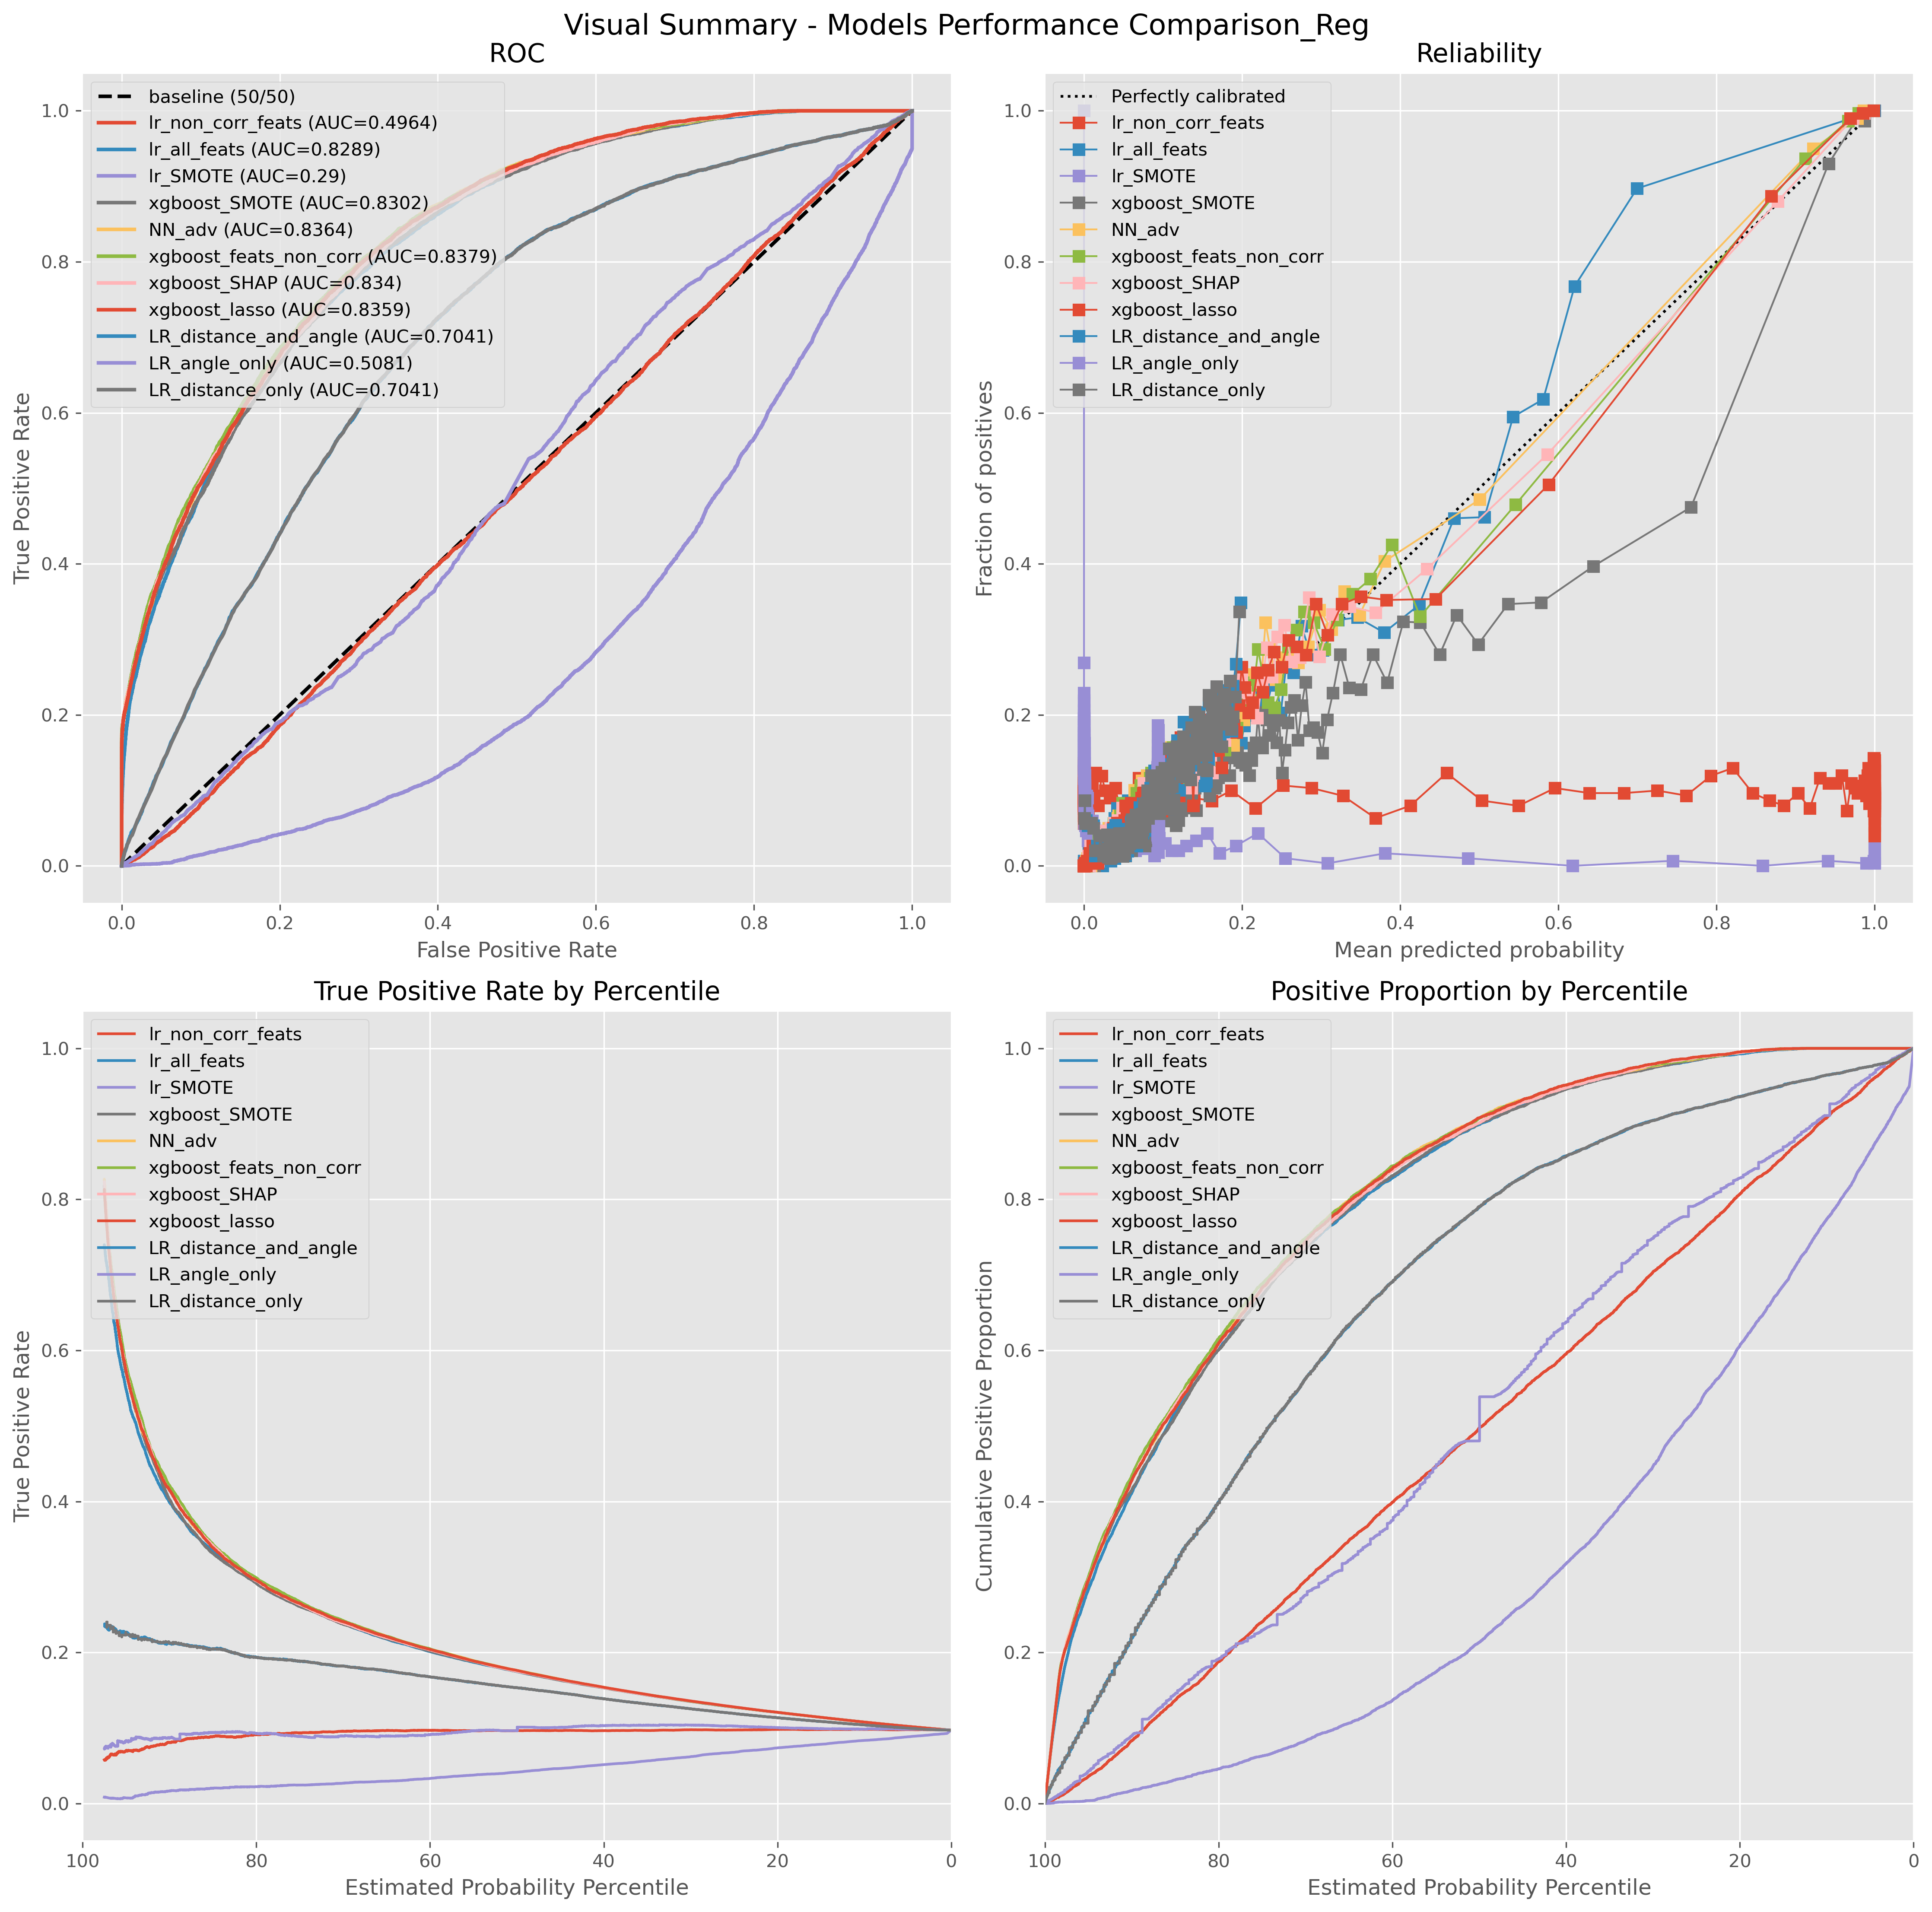 Visual Summary - Models Performance Comparison_Reg
ROC
baseline (50/50)
lr_non_corr_feats (AUC=0.4964)
lr_all_feats (AUC=0.8289)
lr_SMOTE (AUC=0.29)
xgboost_SMOTE (AUC=0.8302)
NN_adv (AUC=0.8364)
xgboost_feats_non_corr (AUC=0.8379)
xgboost_SHAP (AUC=0.834)
xgboost_lasso (AUC=0.8359)
LR_distance_and_angle (AUC=0.7041)
LR_angle_only (AUC=0.5081)
LR_distance_only (AUC=0.7041)
True Positive Rate
1.0
0.8
0.6
0.4
0.2
0.0
0.0 0.2 0.4 0.6 0.8 1.0
False Positive Rate
Reliability
Perfectly calibrated
lr_non_corr_feats
lr_all_feats
lr_SMOTE
xgboost_SMOTE
NN_adv
xgboost_feats_non_corr
xgboost_SHAP
xgboost_lasso
LR_distance_and_angle
LR_angle_only
LR_distance_only
Fraction of positives
1.0
0.8
0.6
0.4
0.2
0.0
0.0 0.2 0.4 0.6 0.8 1.0
Mean predicted probability
True Positive Rate by Percentile
lr_non_corr_feats
lr_all_feats
lr_SMOTE
xgboost_SMOTE
NN_adv
xgboost_feats_non_corr
xgboost_SHAP
xgboost_lasso
LR_distance_and_angle
LR_angle_only
LR_distance_only
True Positive Rate
1.0
0.8
0.6
0.4
0.2
0.0
100 80 60 40 20 0
Estimated Probability Percentile
Positive Proportion by Percentile
lr_non_corr_feats
lr_all_feats
lr_SMOTE
xgboost_SMOTE
NN_adv
xgboost_feats_non_corr
xgboost_SHAP
xgboost_lasso
LR_distance_and_angle
LR_angle_only
LR_distance_only
Cumulative Positive Proportion
1.0
0.8
0.6
0.4
0.2
0.0
100 80 60 40 20 0
Estimated Probability Percentile